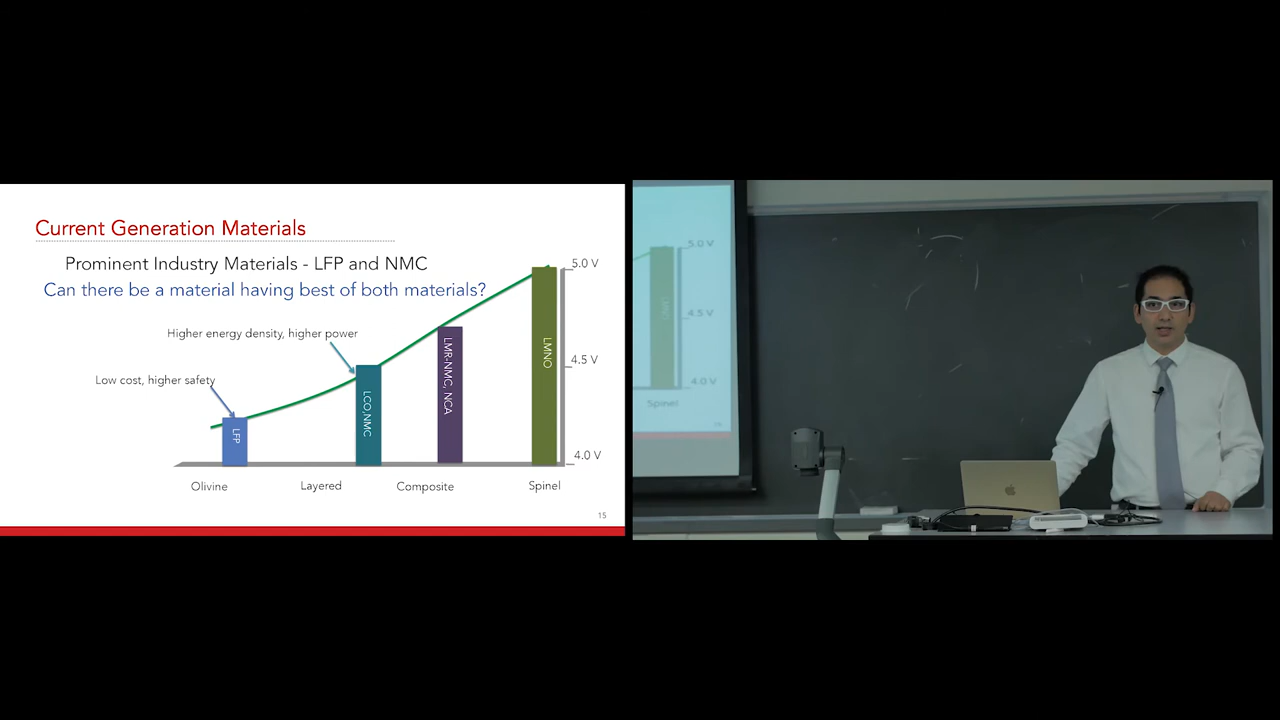 Current Generation Materials
Prominent Industry Materials - LFP and NMC
Can there be a material having best of both materials?
Higher energy density, higher power
Low cost, higher safety
5.0 V
4.5 V
4.0 V
LFP
LCO,NMC
LMR-NMC, NCA
LMNO
Olivine
Layered
Composite
Spinel
15
5.0 V
4.5 V
4.0 V
Spinel